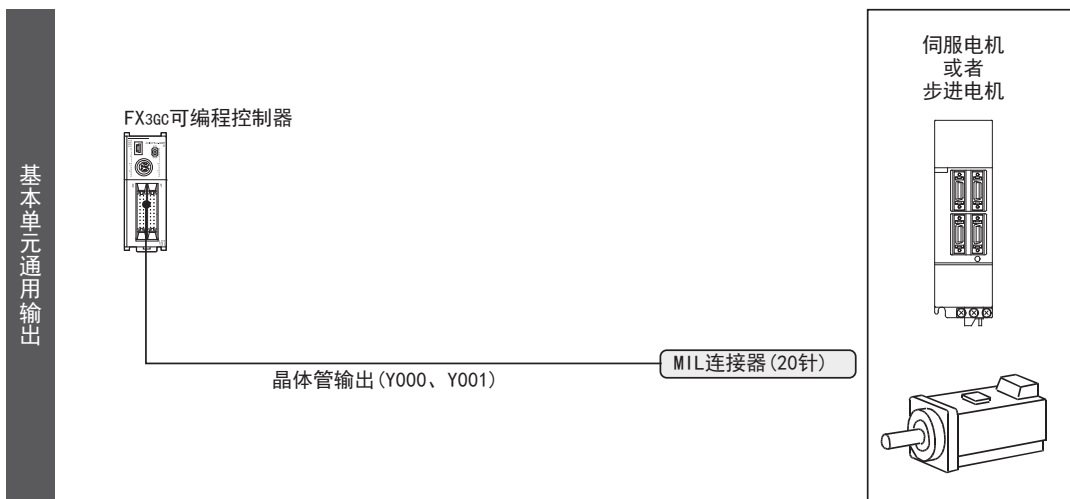 基本单元通用输出
FX3GC可编程控制器
晶体管输出(Y000、Y001)
MIL连接器(20针)
伺服电机
或者
步进电机